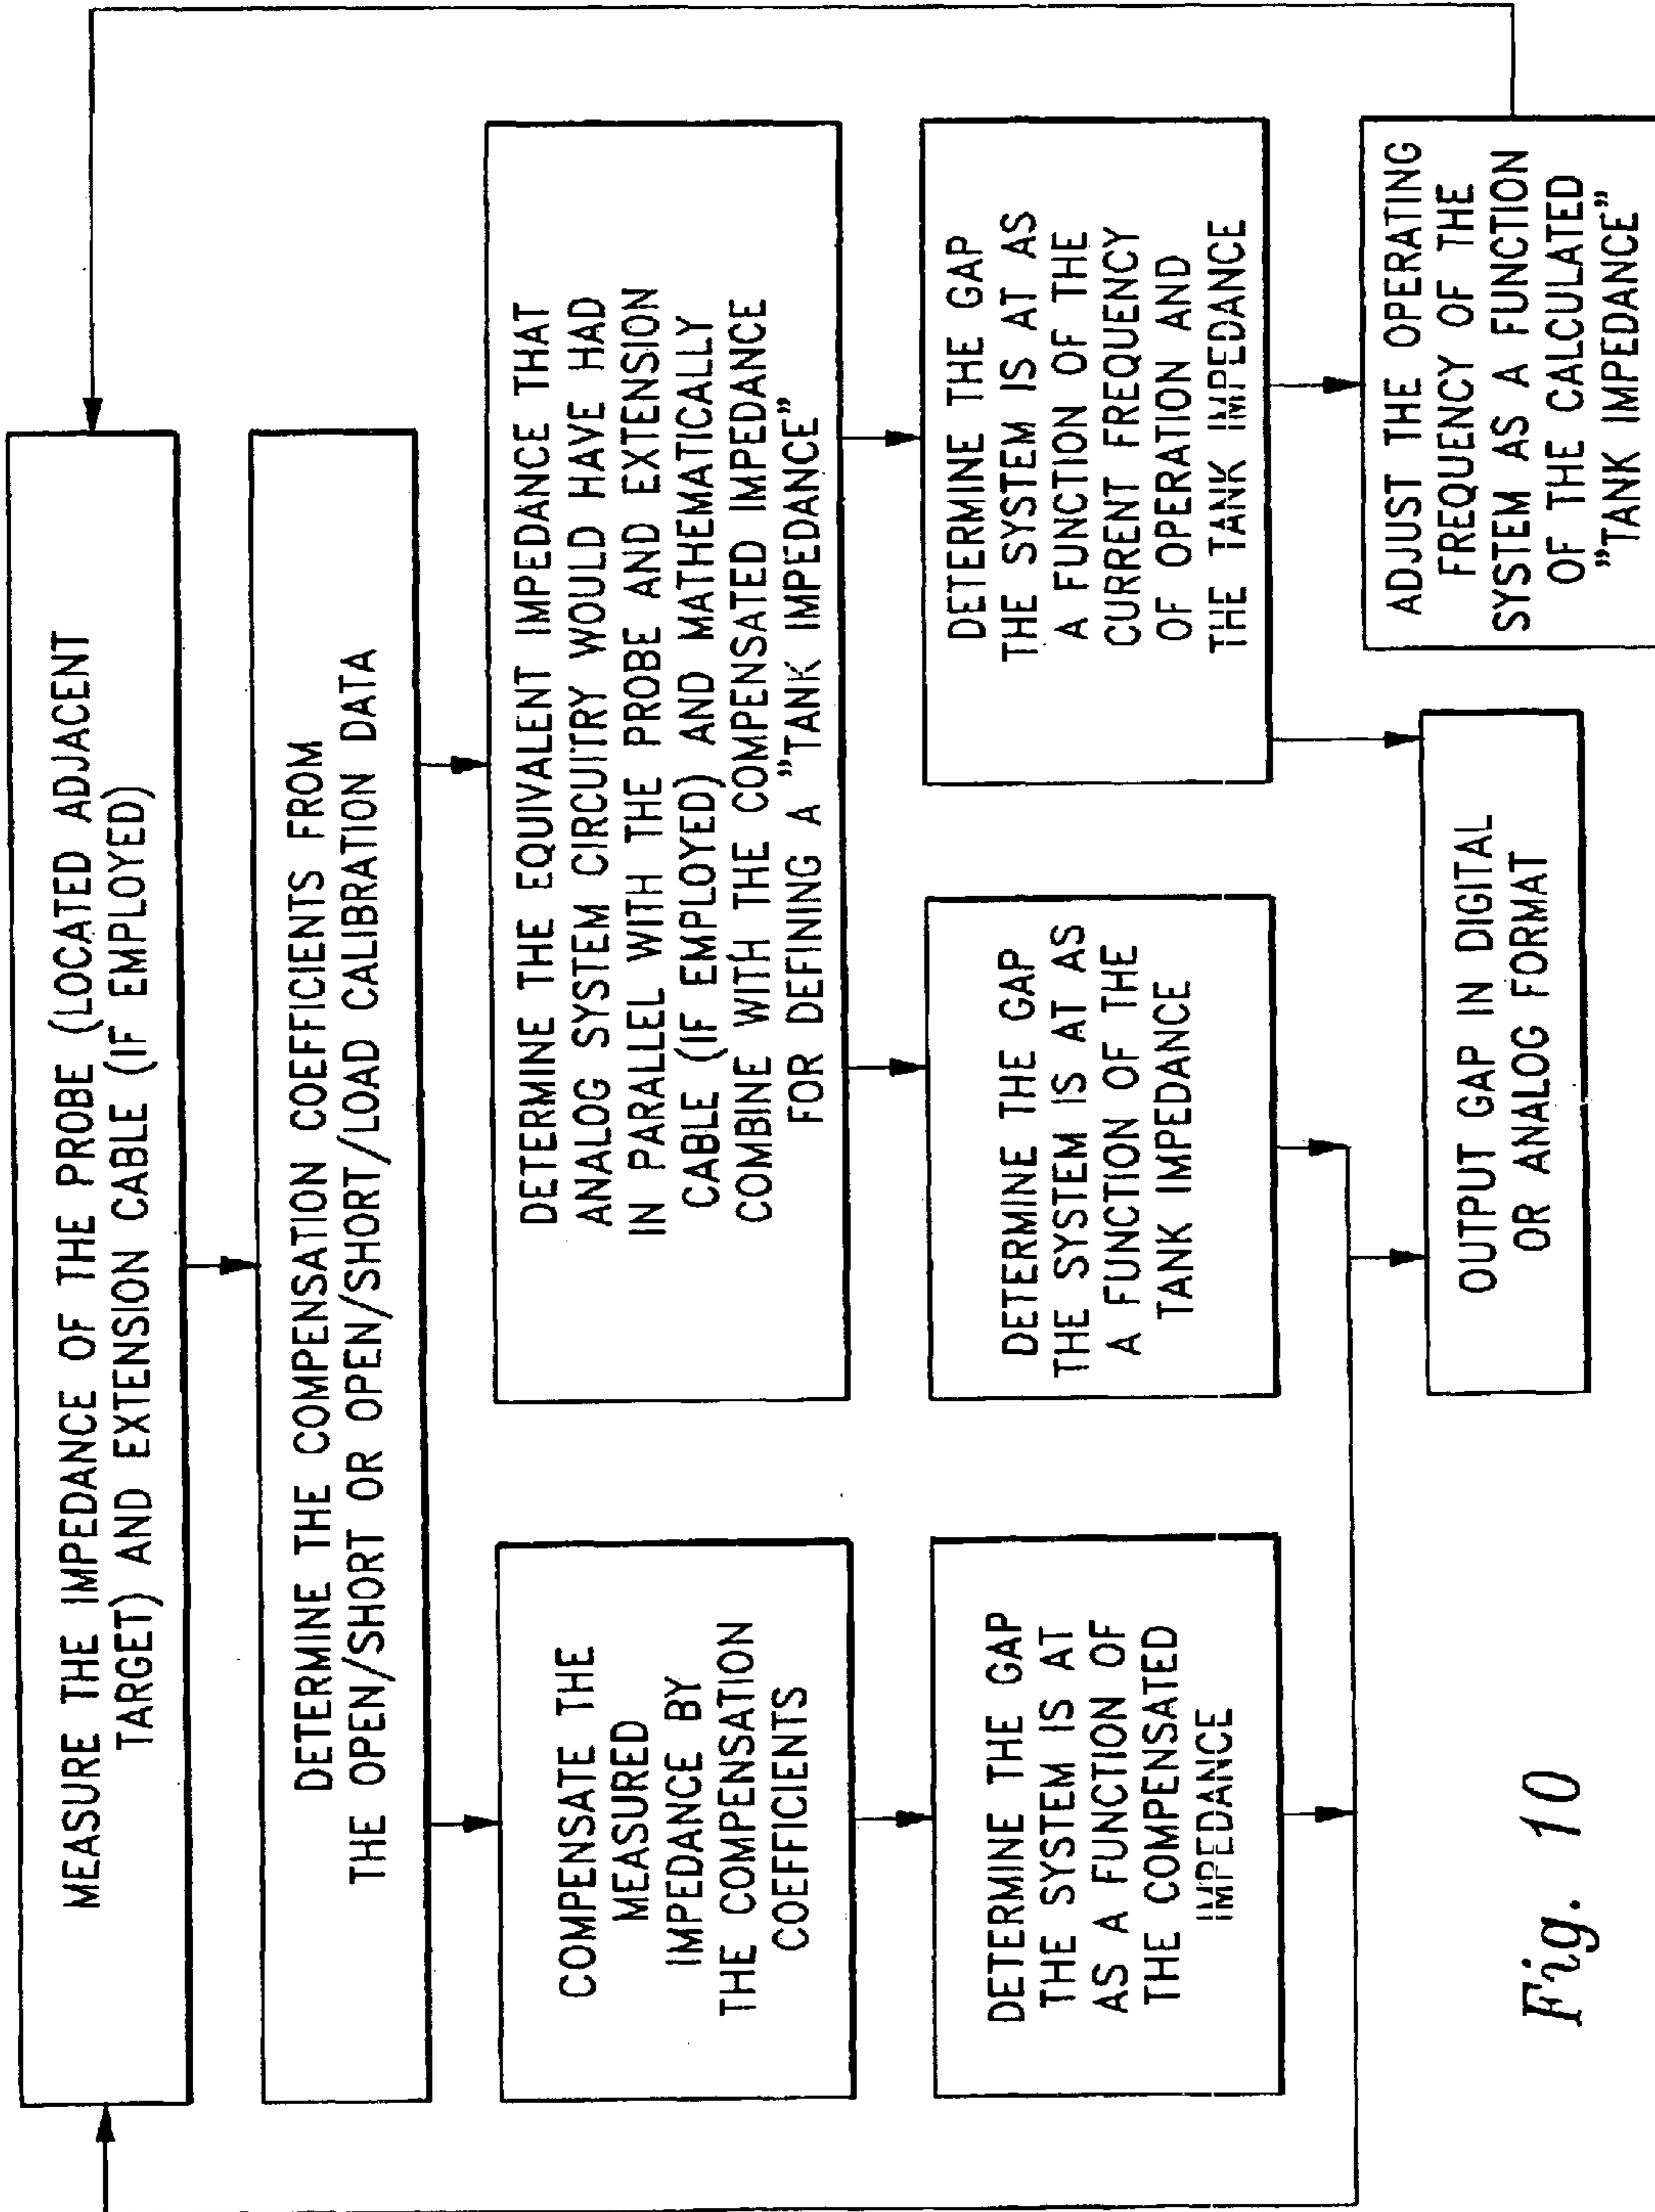 MEASURE THE IMPEDANCE OF THE PROBE (LOCATED ADJACENT
TARGET) AND EXTENSION CABLE (IF EMPLOYED)
DETERMINE THE COMPENSATION COEFFICIENTS FROM
THE OPEN/SHORT OR OPEN/SHORT/LOAD CALIBRATION DATA
COMPENSATE THE
MEASURED
IMPEDANCE BY
THE COMPENSATION
COEFFICIENTS
DETERMINE THE EQUIVALENT IMPEDANCE THAT
ANALOG SYSTEM CIRCUITRY WOULD HAVE HAD
IN PARALLEL WITH THE PROBE AND EXTENSION
CABLE (IF EMPLOYED) AND MATHEMATICALLY
COMBINE WITH THE COMPENSATED IMPEDANCE
FOR DEFINING A "TANK IMPEDANCE"
DETERMINE THE GAP
THE SYSTEM IS AT
AS A FUNCTION OF
THE COMPENSATED
IMPEDANCE
DETERMINE THE GAP
THE SYSTEM IS AT AS
A FUNCTION OF THE
TANK IMPEDANCE
DETERMINE THE GAP
THE SYSTEM IS AT AS
A FUNCTION OF THE
CURRENT FREQUENCY
OF OPERATION AND
THE TANK IMPEDANCE
OUTPUT GAP IN DIGITAL
OR ANALOG FORMAT
ADJUST THE OPERATING
FREQUENCY OF THE
SYSTEM AS A FUNCTION
OF THE CALCULATED
"TANK IMPEDANCE"
Fig. 10